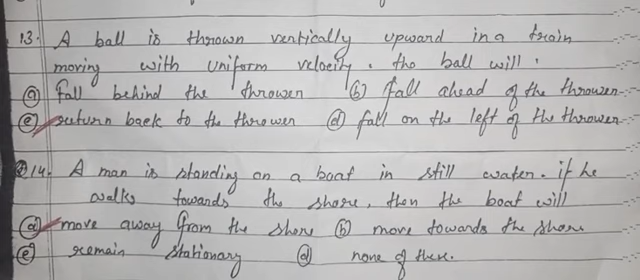 13. A ball is thrown vertically upward in a train
moving with uniform velocity. the ball will.
(a) fall behind the thrower (b) fall ahead of the thrower
(c) return back to the thrower (d) fall on the left of the thrower
14. A man is standing on a boat in still water. if he
walks towards the shore, then the boat will
(a) move away from the shore (b) move towards the shore
(c) remain stationary (d) none of these.